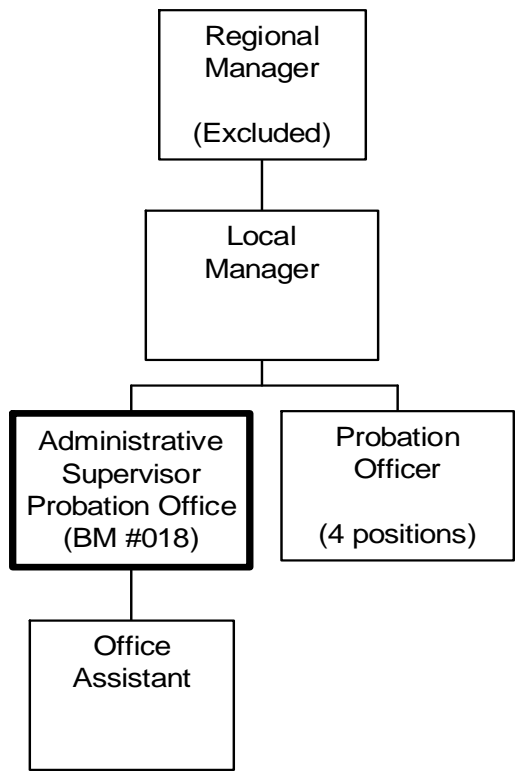 Regional
Manager
(Excluded)
Local
Manager
Administrative
Supervisor
Probation Office
(BM #018)
Probation
Officer
(4 positions)
Office
Assistant